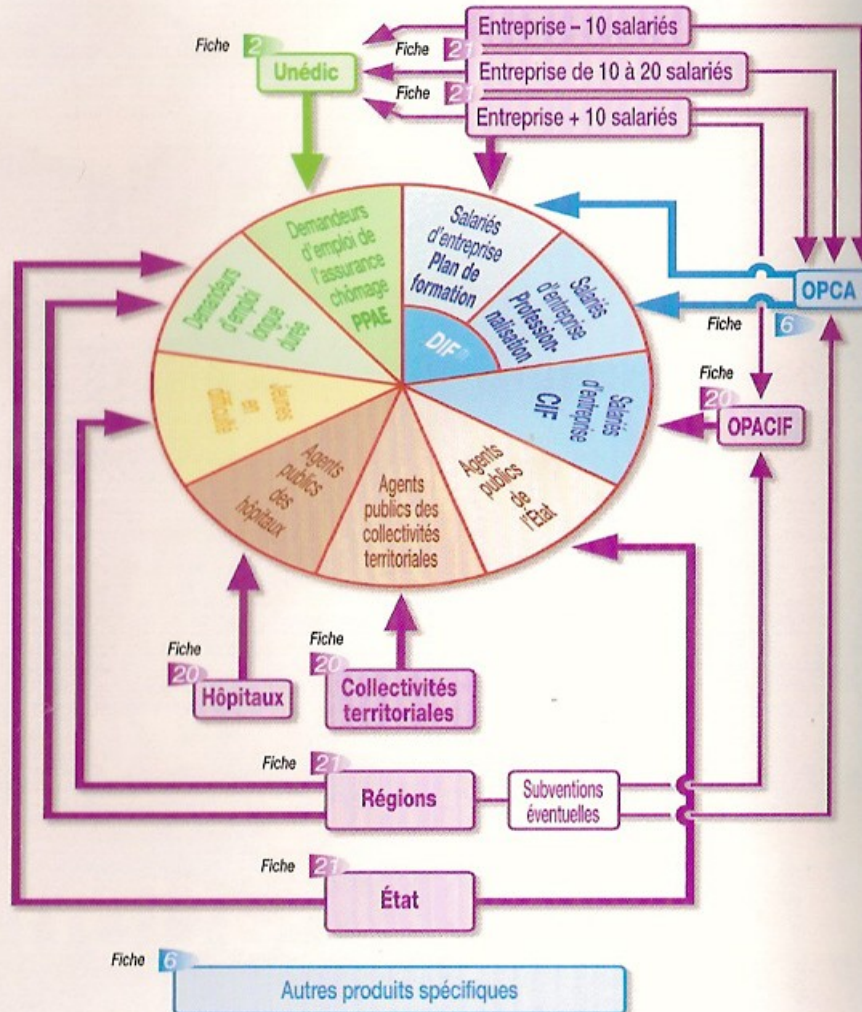 Entreprise – 10 salariés
Fiche 2
Unédic
Fiche 21
Entreprise de 10 à 20 salariés
Fiche 21
Entreprise + 10 salariés
Demandeurs
d'emploi de
l'assurance
chômage
PPAE
Salariés
d'entreprise
Plan de
formation
Salariés
d'entreprise
Profession-
nalisation
DIF
Demandeurs
d'emploi
longue
durée
OPCA
Fiche 6
Jeunes
en
difficulté
Salariés
d'entreprise
CIF
Fiche
20
OPACIF
Agents
publics
des
hôpitaux
Agents
publics des
collectivités
territoriales
Agents
publics
de
l'État
Fiche
20
Hôpitaux
Fiche
20
Collectivités
territoriales
Fiche 21
Régions
Subventions
éventuelles
Fiche 21
État
Fiche 6
Autres produits spécifiques